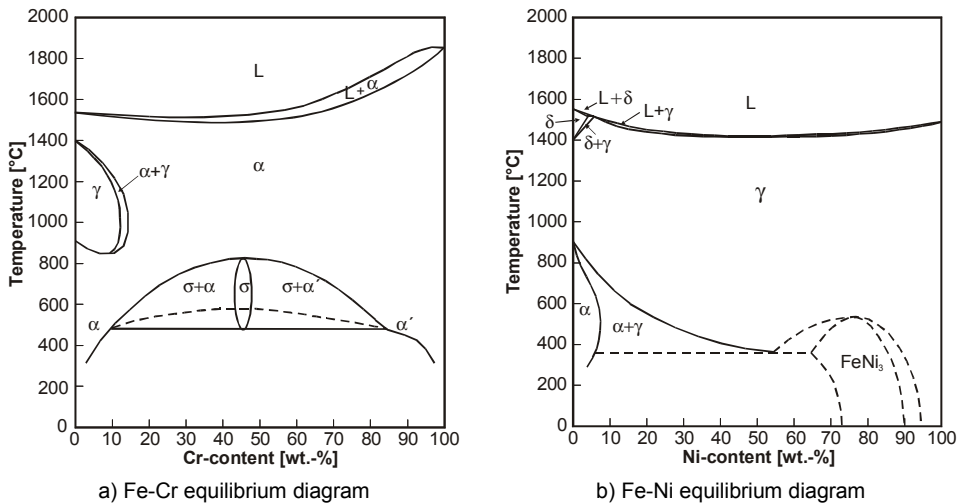 2000
1800
1600
1400
1200
1000
800
600
400
200
0
Temperature [°C]
L
L+α
α+γ
γ
α
σ+α
σ
σ+α´
α
α´
0 10 20 30 40 50 60 70 80 90 100
Cr-content [wt.-%]
a) Fe-Cr equilibrium diagram
2000
1800
1600
1400
1200
1000
800
600
400
200
0
Temperature [°C]
L
L+δ
L+γ
δ
δ+γ
γ
α
α+γ
FeNi₃
0 10 20 30 40 50 60 70 80 90 100
Ni-content [wt.-%]
b) Fe-Ni equilibrium diagram